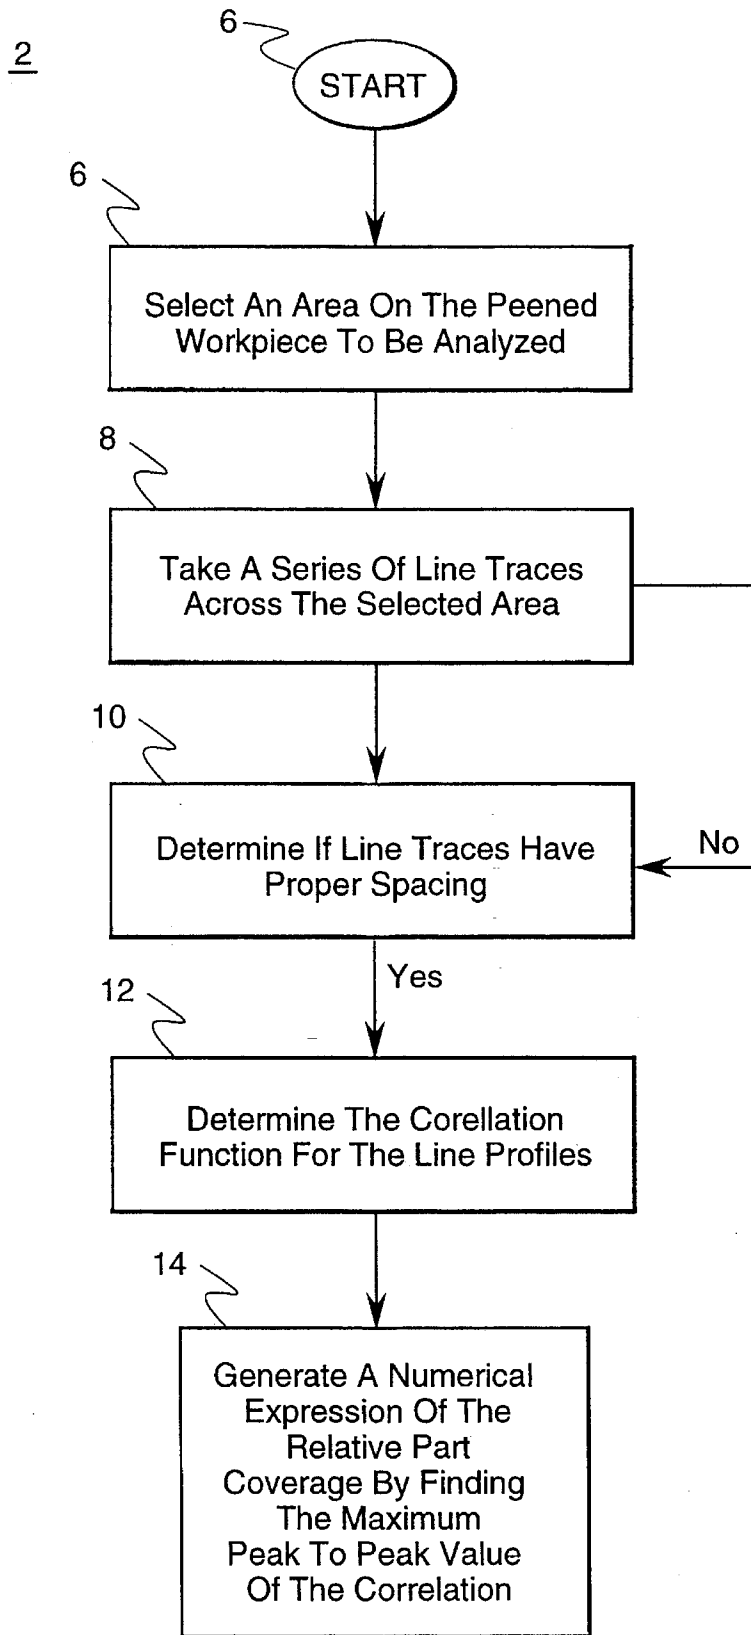 2
6
START
6
Select An Area On The Peened
Workpiece To Be Analyzed
8
Take A Series Of Line Traces
Across The Selected Area
10
Determine If Line Traces Have
Proper Spacing
No
Yes
12
Determine The Corellation
Function For The Line Profiles
14
Generate A Numerical
Expression Of The
Relative Part
Coverage By Finding
The Maximum
Peak To Peak Value
Of The Correlation